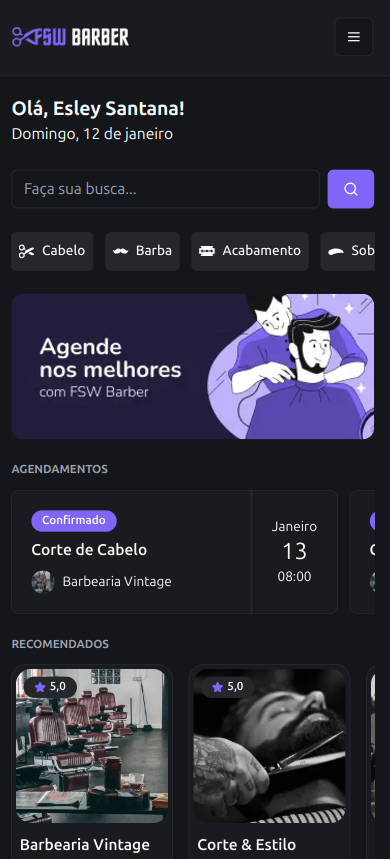 FSW BARBER
Olá, Esley Santana!
Domingo, 12 de janeiro
Faça sua busca...
Cabelo
Barba
Acabamento
Sob
Agende
nos melhores
com FSW Barber
AGENDAMENTOS
Confirmado
Corte de Cabelo
Barbearia Vintage
Janeiro
13
08:00
RECOMENDADOS
5,0
5,0
Barbearia Vintage
Corte & Estilo